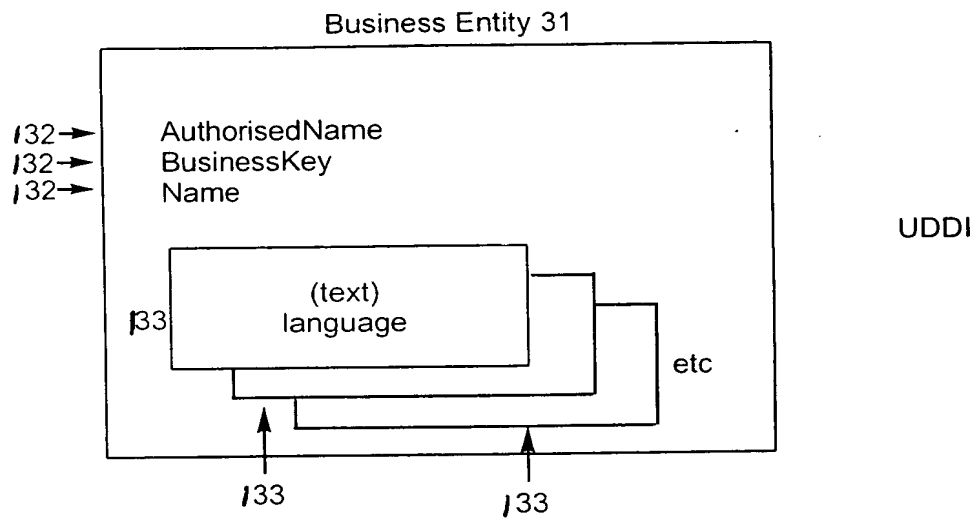 Business Entity 31
132 AuthorisedName
132 BusinessKey
132 Name
UDDI
(text)
language
133
etc
133
133